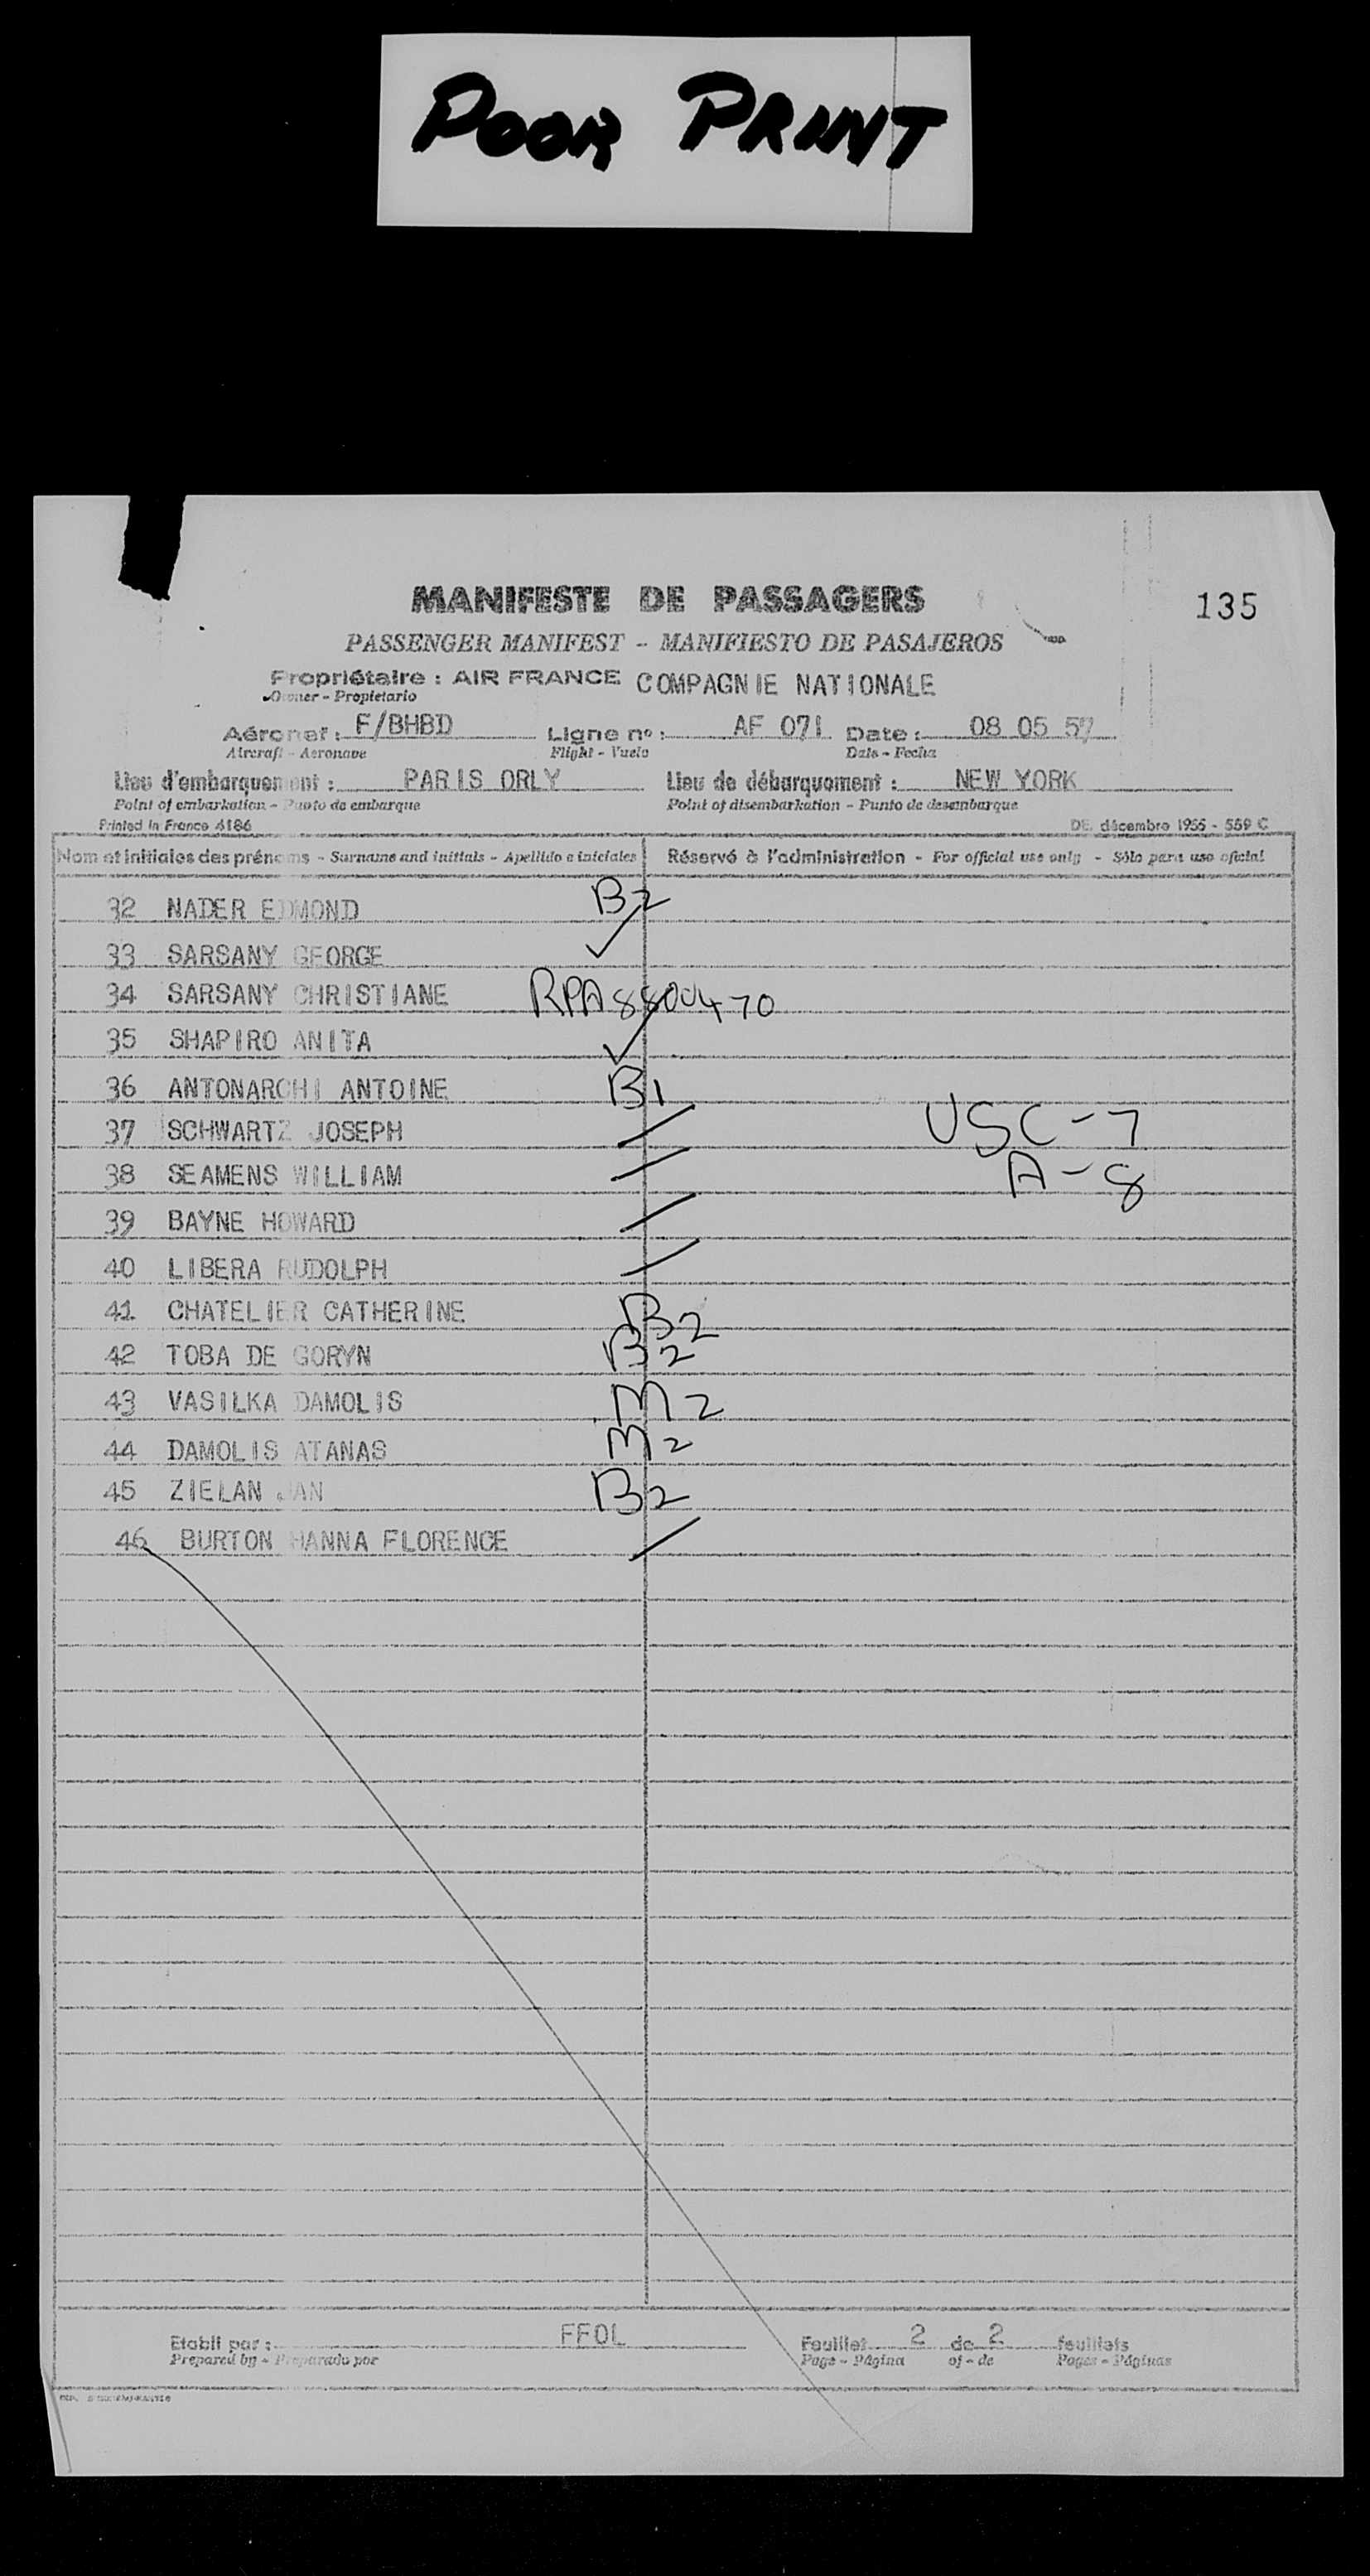 POOR PRINT
MANIFESTE DE PASSAGERS
135
PASSENGER MANIFEST - MANIFIESTO DE PASAJEROS
Propriétaire : AIR FRANCE COMPAGNIE NATIONALE
Owner - Propietario
Aéronef : F/BHBD Ligne nº : AF 071 Date : 08 05 57
Aircraft - Aeronave Flight - Vuelo Date - Fecha
Lieu d'embarquement : PARIS ORLY Lieu de débarquement : NEW YORK
Point of embarkation - Punto de embarque Point of disembarkation - Punto de desembarque
Printed in France 4186 DE. décembre 1955 - 559 C
Nom et initiales des prénoms - Surname and initials - Apellido e iniciales Réservé à l'administration - For official use only - Sólo para uso oficial
32 NADER EDMOND B2
33 SARSANY GEORGE
34 SARSANY CHRISTIANE RPA 8800470
35 SHAPIRO ANITA
36 ANTONARCHI ANTOINE B1
37 SCHWARTZ JOSEPH USC-7
38 SEAMENS WILLIAM A-8
39 BAYNE HOWARD
40 LIBERA RUDOLPH
41 CHATELIER CATHERINE B2
42 TOBA DE GORYN B2
43 VASILKA DAMOLIS M2
44 DAMOLIS ATANAS M2
45 ZIELAN JAN B2
46 BURTON HANNA FLORENCE
Etabli par : FFOL Feuillet 2 de 2 feuillets
Prepared by - Preparado por Page - Página of - de Pages - Páginas